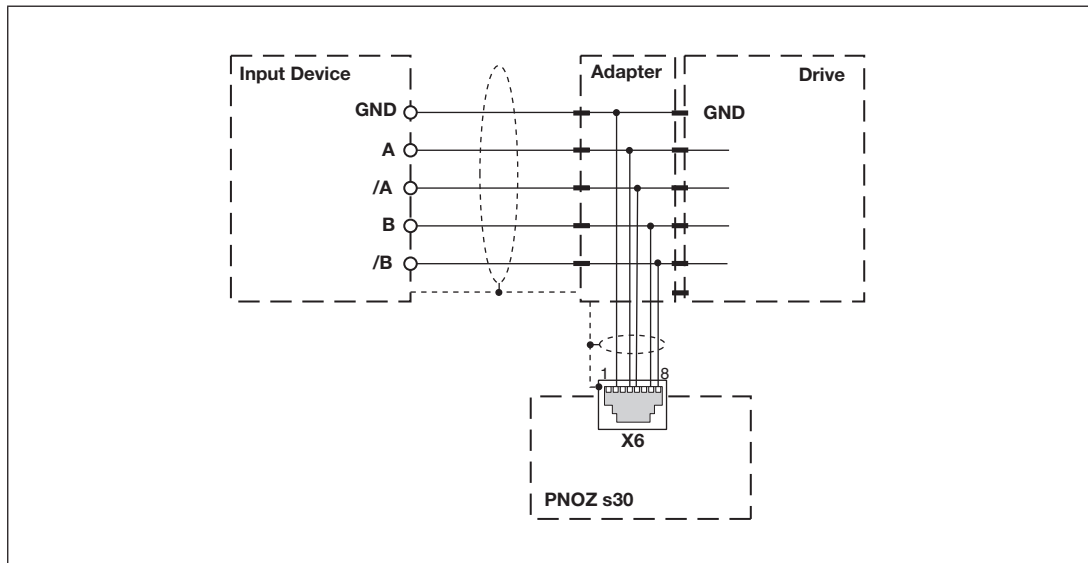 Input Device
Adapter
Drive
GND
GND
A
/A
B
/B
1
8
X6
PNOZ s30